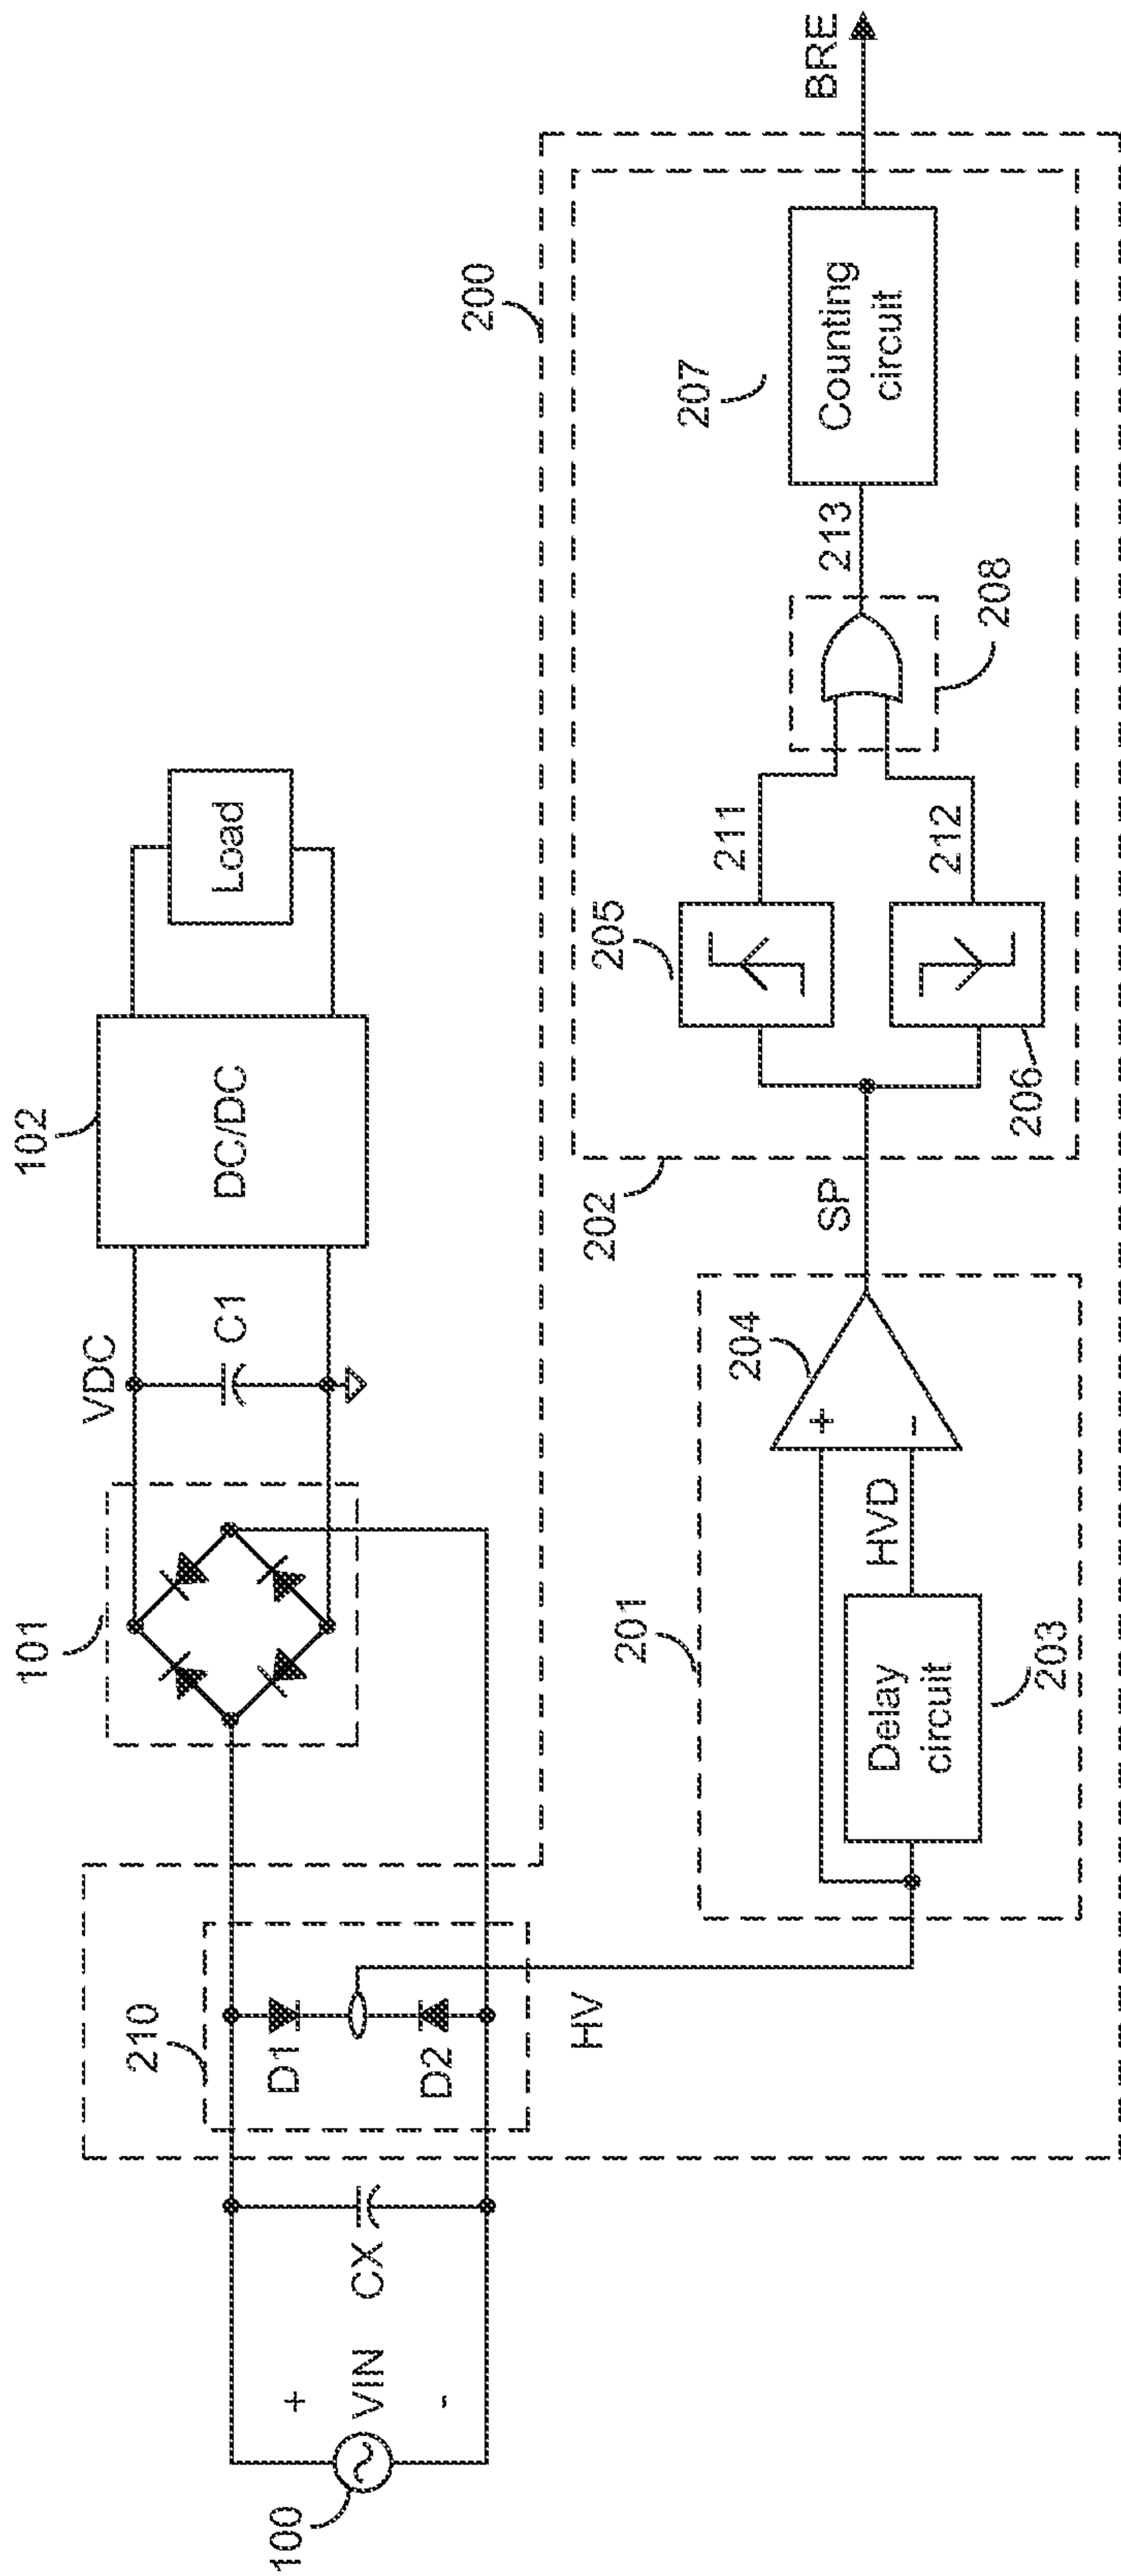 100
+
VIN
-
CX
210
D1
D2
HV
101
VDC
C1
102
DC/DC
Load
200
201
Delay
circuit
203
HVD
+
-
204
SP
202
205
206
211
212
208
213
207
Counting
circuit
BRE